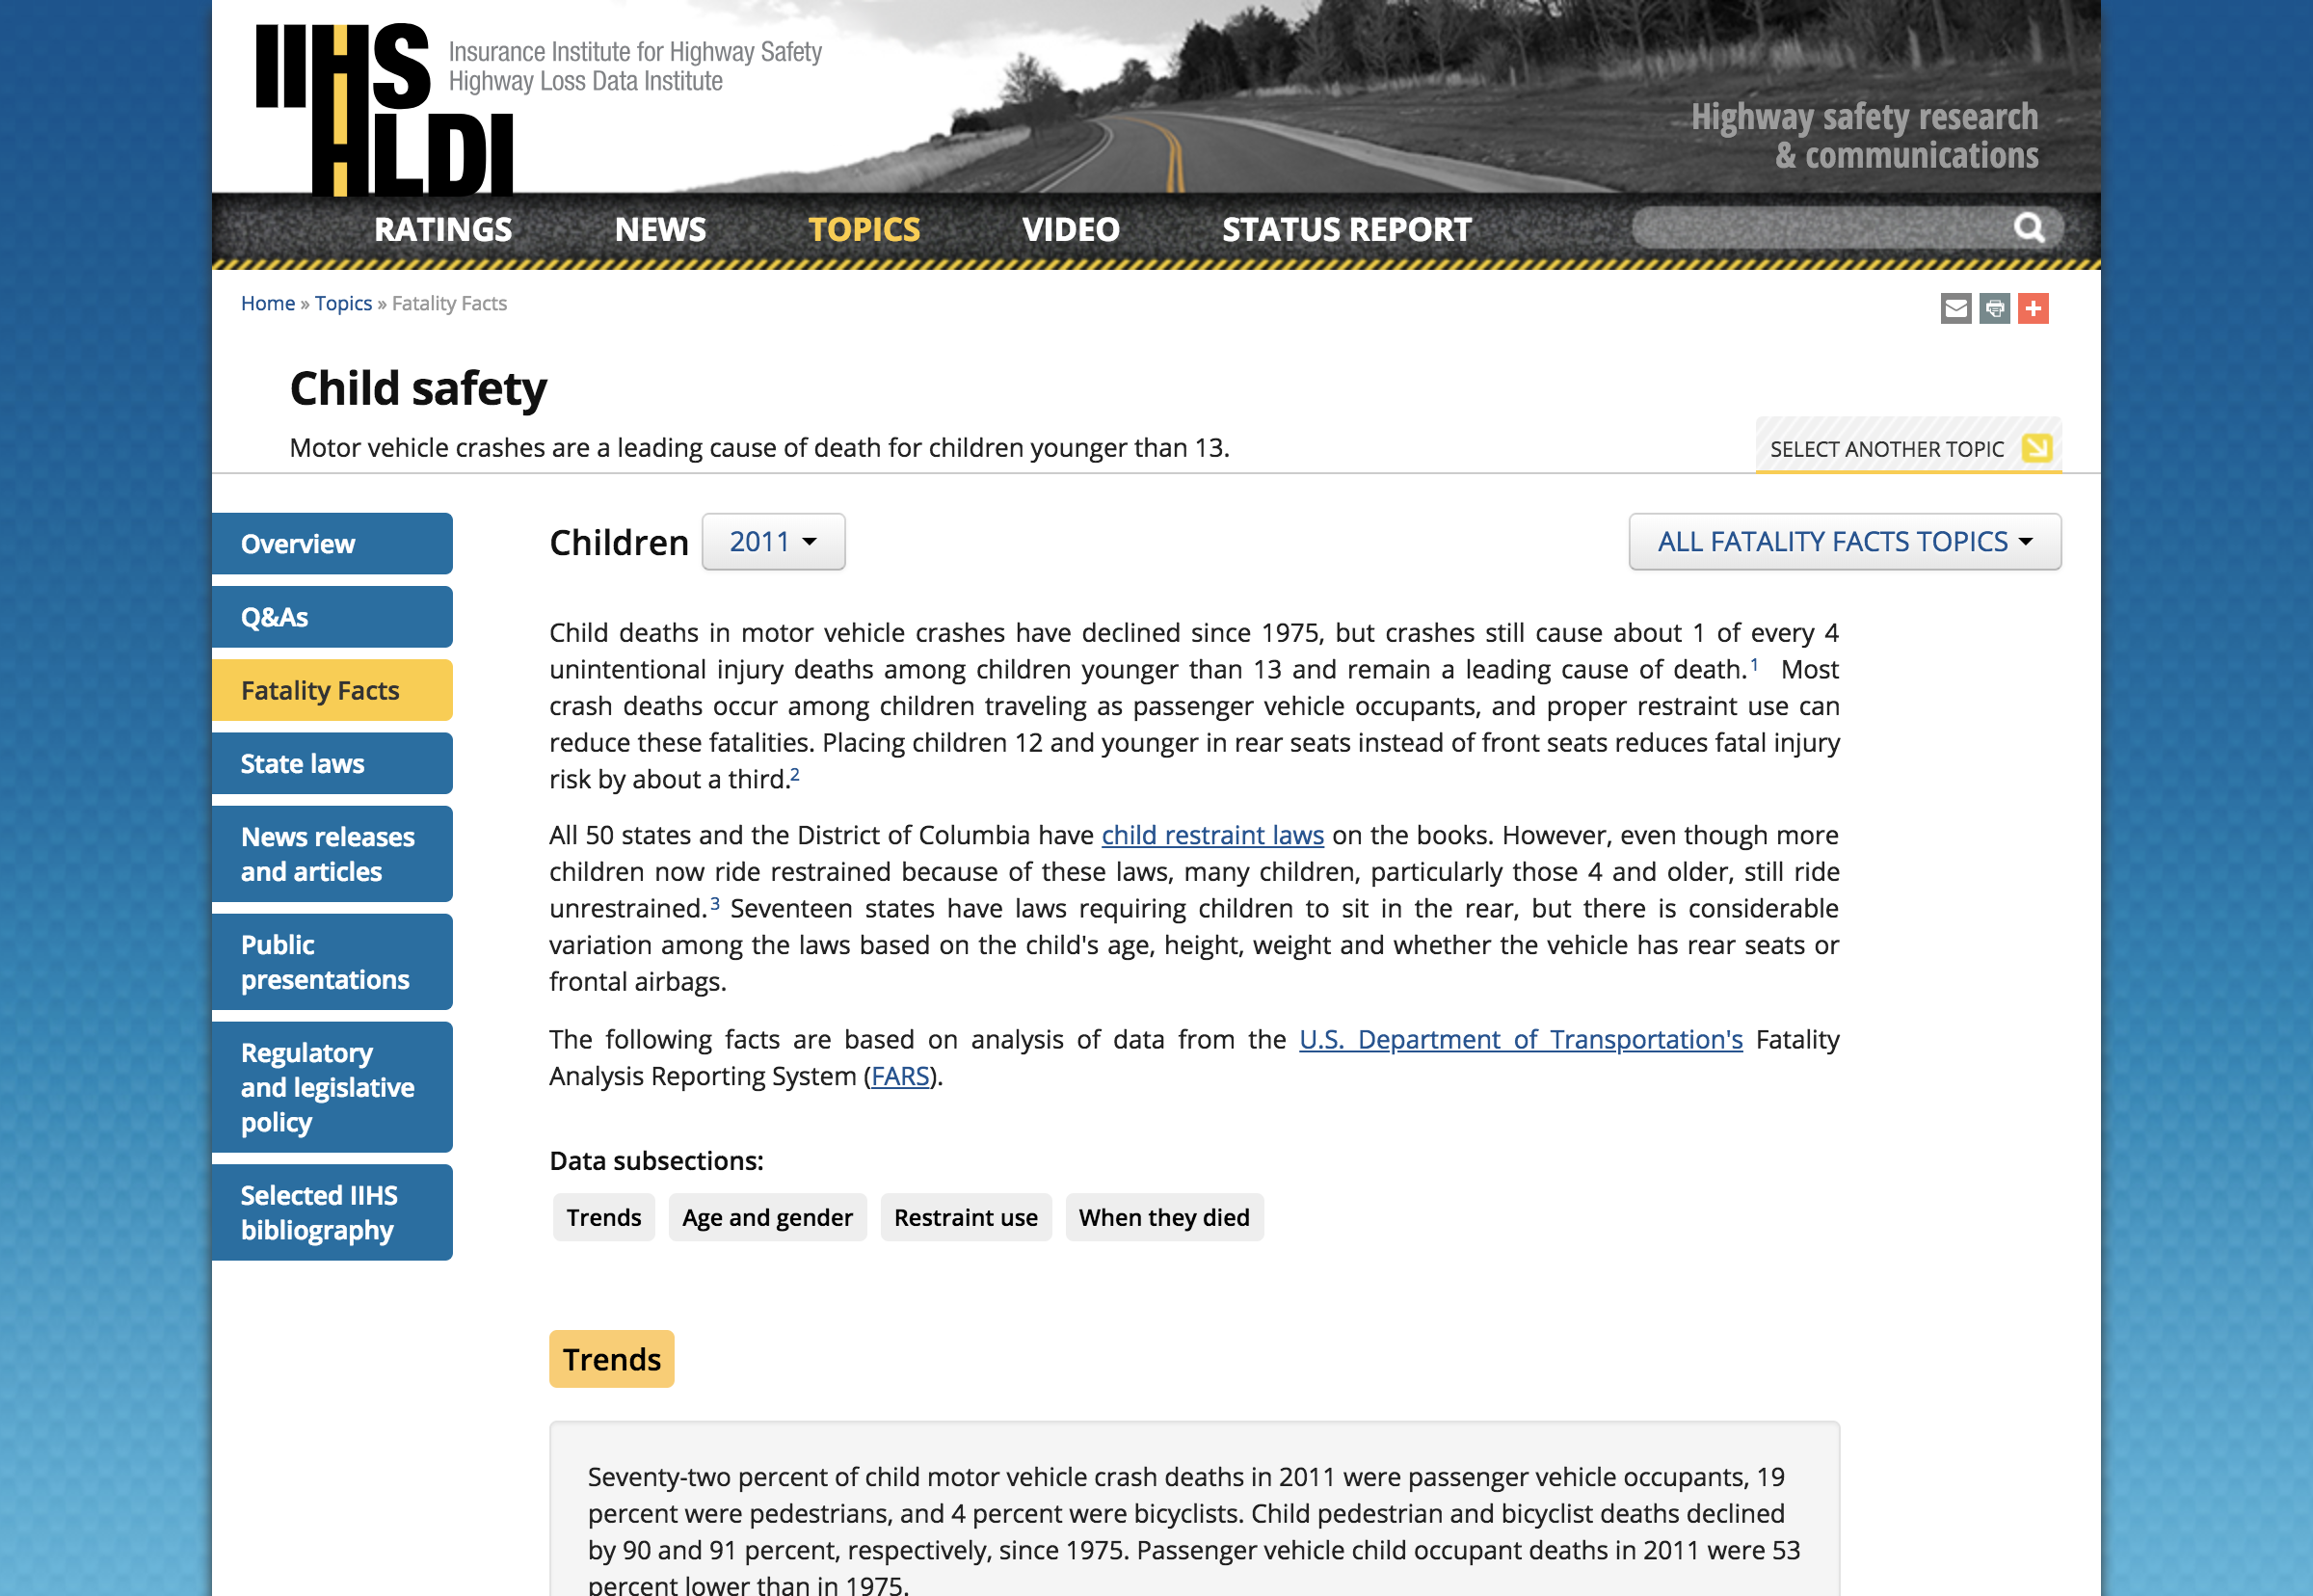 IIHS
HLDI
Insurance Institute for Highway Safety
Highway Loss Data Institute
Highway safety research
& communications
RATINGS NEWS TOPICS VIDEO STATUS REPORT
Home » Topics » Fatality Facts
Child safety
Motor vehicle crashes are a leading cause of death for children younger than 13.
SELECT ANOTHER TOPIC
Overview
Q&As
Fatality Facts
State laws
News releases
and articles
Public
presentations
Regulatory
and legislative
policy
Selected IIHS
bibliography
Children 2011
ALL FATALITY FACTS TOPICS
Child deaths in motor vehicle crashes have declined since 1975, but crashes still cause about 1 of every 4
unintentional injury deaths among children younger than 13 and remain a leading cause of death.1 Most
crash deaths occur among children traveling as passenger vehicle occupants, and proper restraint use can
reduce these fatalities. Placing children 12 and younger in rear seats instead of front seats reduces fatal injury
risk by about a third.2
All 50 states and the District of Columbia have child restraint laws on the books. However, even though more
children now ride restrained because of these laws, many children, particularly those 4 and older, still ride
unrestrained.3 Seventeen states have laws requiring children to sit in the rear, but there is considerable
variation among the laws based on the child's age, height, weight and whether the vehicle has rear seats or
frontal airbags.
The following facts are based on analysis of data from the U.S. Department of Transportation's Fatality
Analysis Reporting System (FARS).
Data subsections:
Trends Age and gender Restraint use When they died
Trends
Seventy-two percent of child motor vehicle crash deaths in 2011 were passenger vehicle occupants, 19
percent were pedestrians, and 4 percent were bicyclists. Child pedestrian and bicyclist deaths declined
by 90 and 91 percent, respectively, since 1975. Passenger vehicle child occupant deaths in 2011 were 53
percent lower than in 1975.